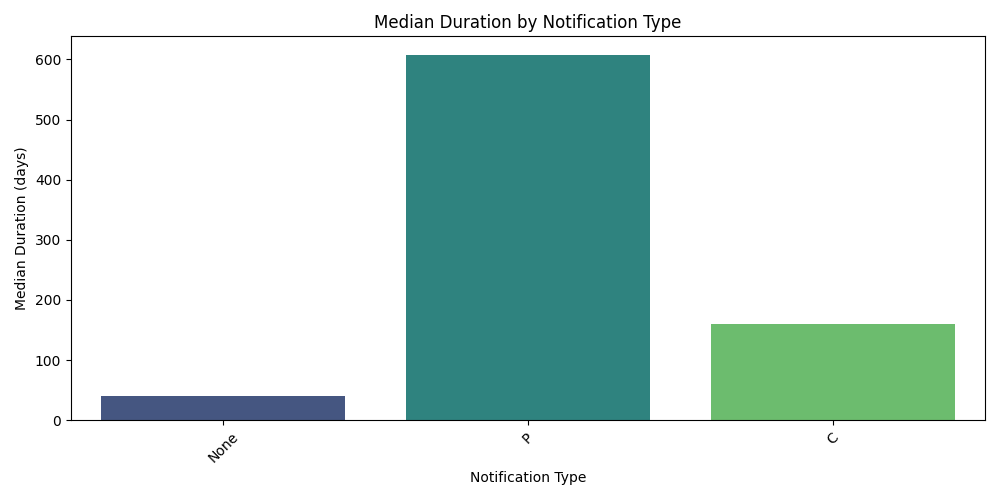 Median Duration by Notification Type
Median Duration (days)
600
500
400
300
200
100
0
None
P
C
Notification Type